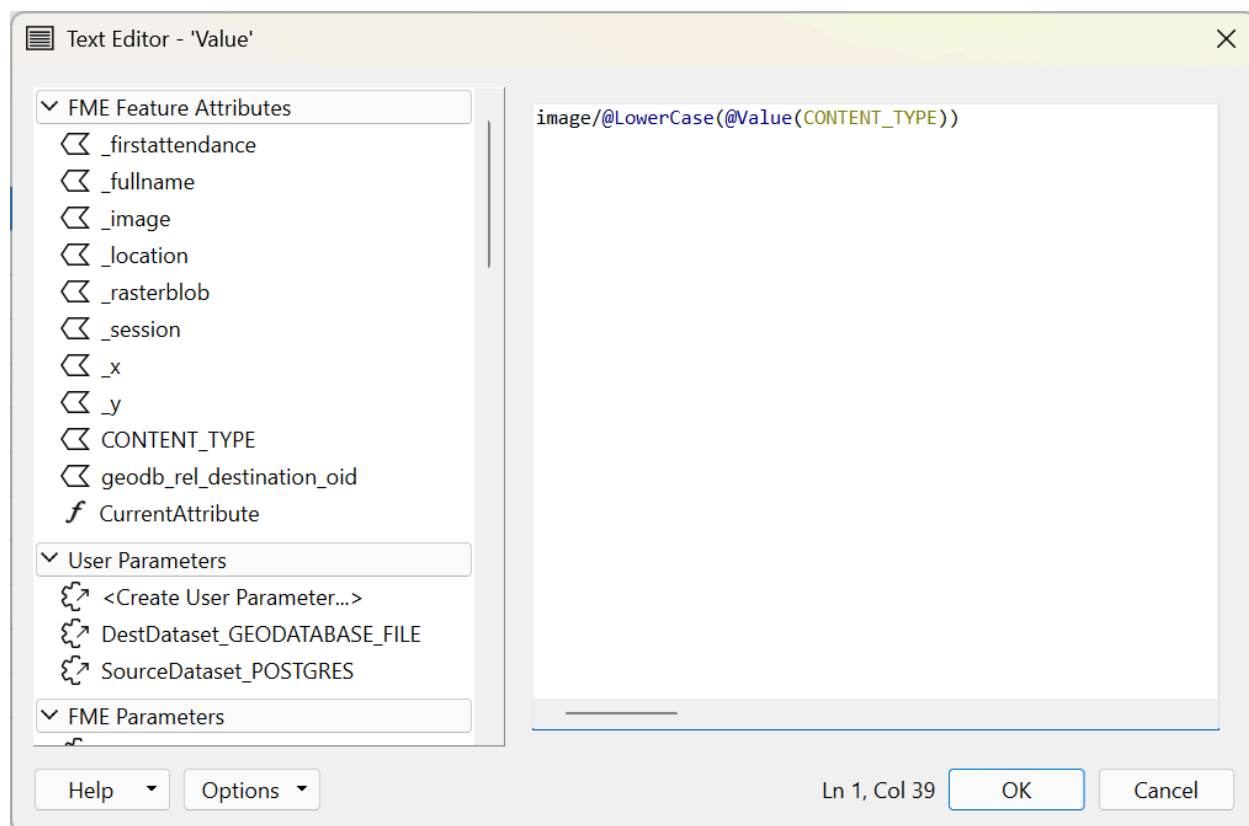 Text Editor - 'Value'
FME Feature Attributes
_firstattendance
_fullname
_image
_location
_rasterblob
_session
_x
_y
CONTENT_TYPE
geodb_rel_destination_oid
f CurrentAttribute
User Parameters
<Create User Parameter...>
DestDataset_GEODATABASE_FILE
SourceDataset_POSTGRES
FME Parameters
image/@LowerCase(@Value(CONTENT_TYPE))
Help
Options
Ln 1, Col 39
OK
Cancel